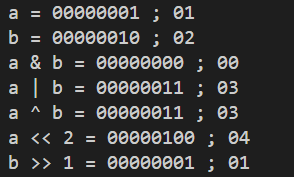 a = 00000001 ; 01
b = 00000010 ; 02
a & b = 00000000 ; 00
a | b = 00000011 ; 03
a ^ b = 00000011 ; 03
a << 2 = 00000100 ; 04
b >> 1 = 00000001 ; 01